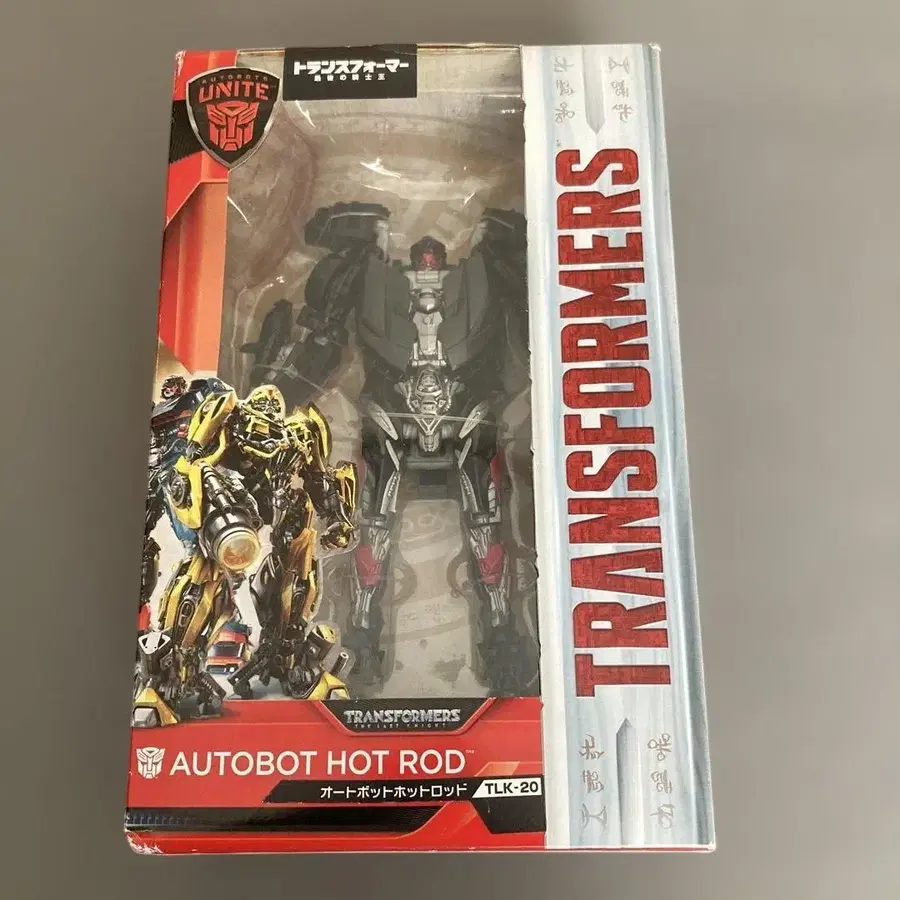 AUTOBOTS
UNITE
トランスフォーマー
最後の騎士王
TRANSFORMERS
TRANSFORMERS
THE LAST KNIGHT
AUTOBOT HOT ROD™
オートボットホットロッド
TLK-20